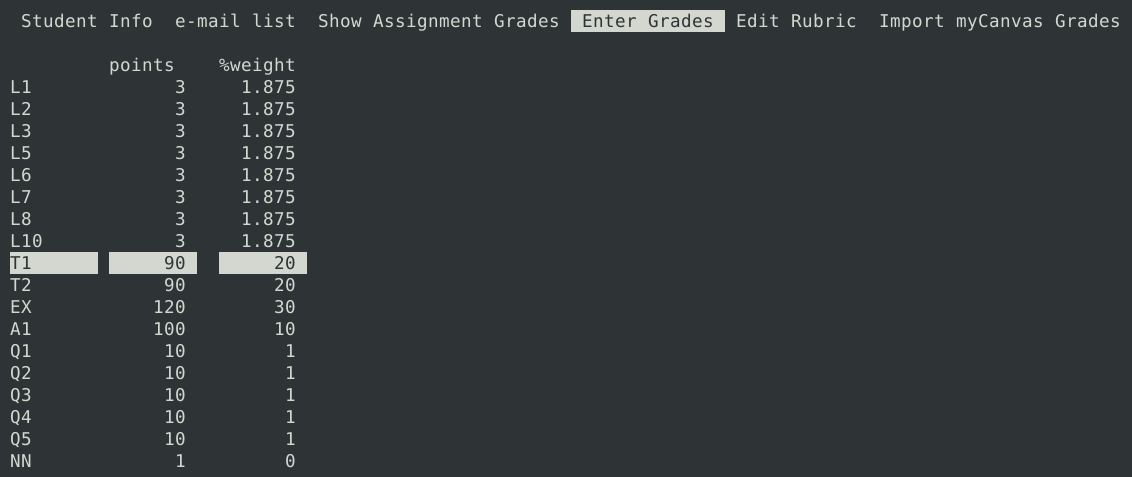 Student Info  e-mail list  Show Assignment Grades  Enter Grades  Edit Rubric  Import myCanvas Grades
points %weight
L1 3 1.875
L2 3 1.875
L3 3 1.875
L5 3 1.875
L6 3 1.875
L7 3 1.875
L8 3 1.875
L10 3 1.875
T1 90 20
T2 90 20
EX 120 30
A1 100 10
Q1 10 1
Q2 10 1
Q3 10 1
Q4 10 1
Q5 10 1
NN 1 0